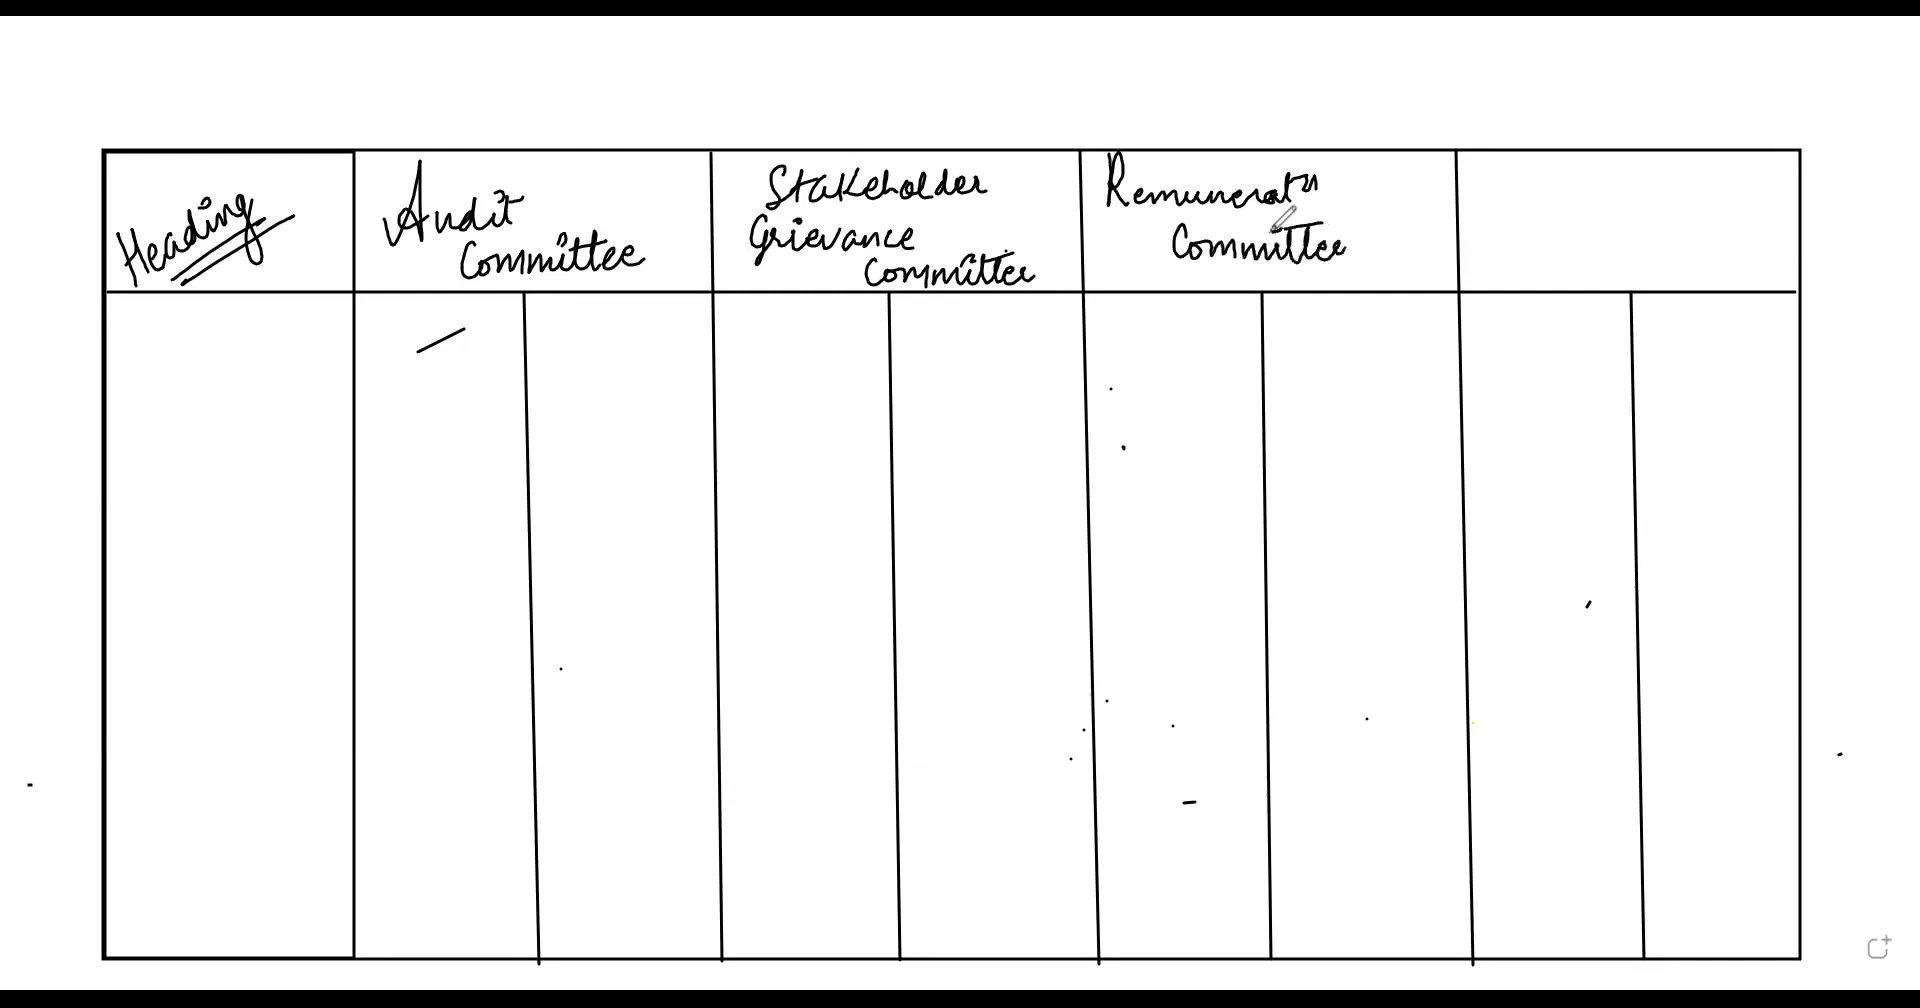 Heading
Audit
Committee
Stakeholder
Grievance
Committee
Remuneratn
Committee